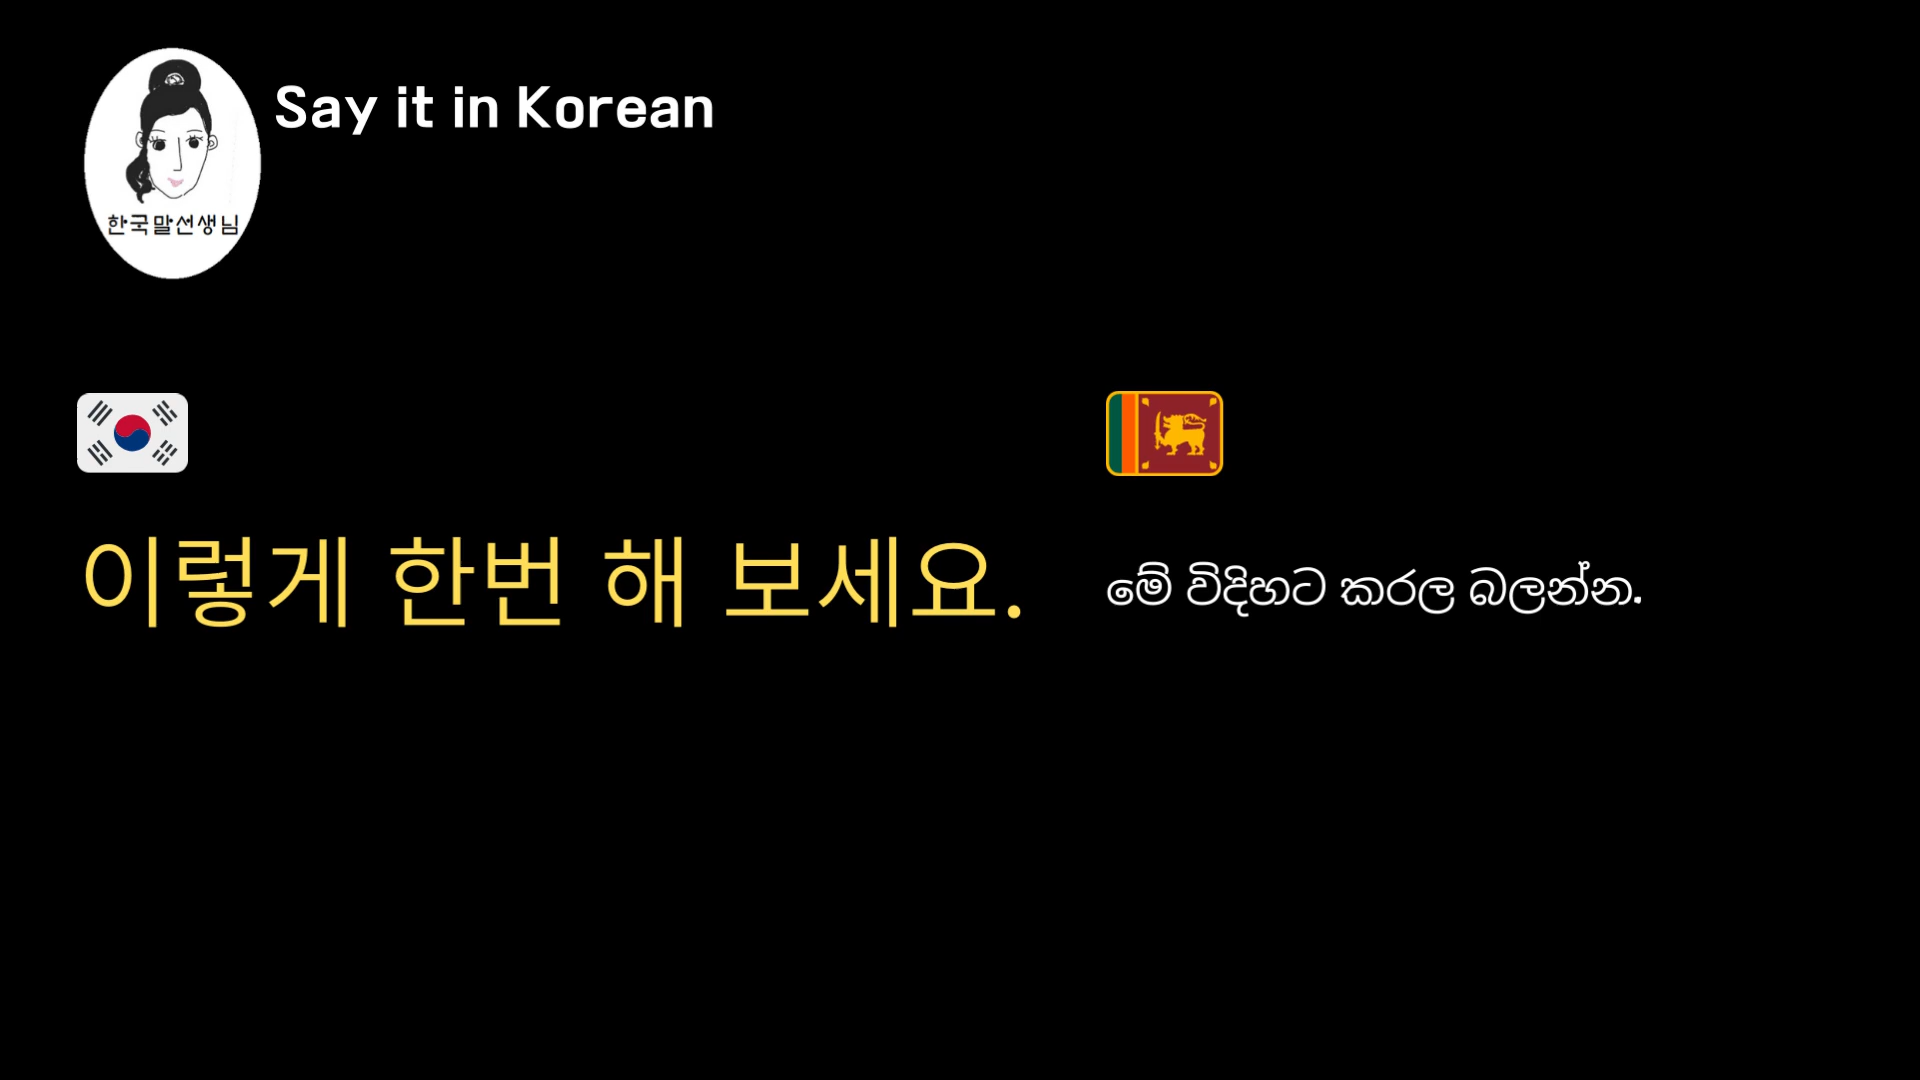 Say it in Korean
한국말선생님
이렇게 한번 해 보세요.
මේ විදිහට කරල බලන්න.